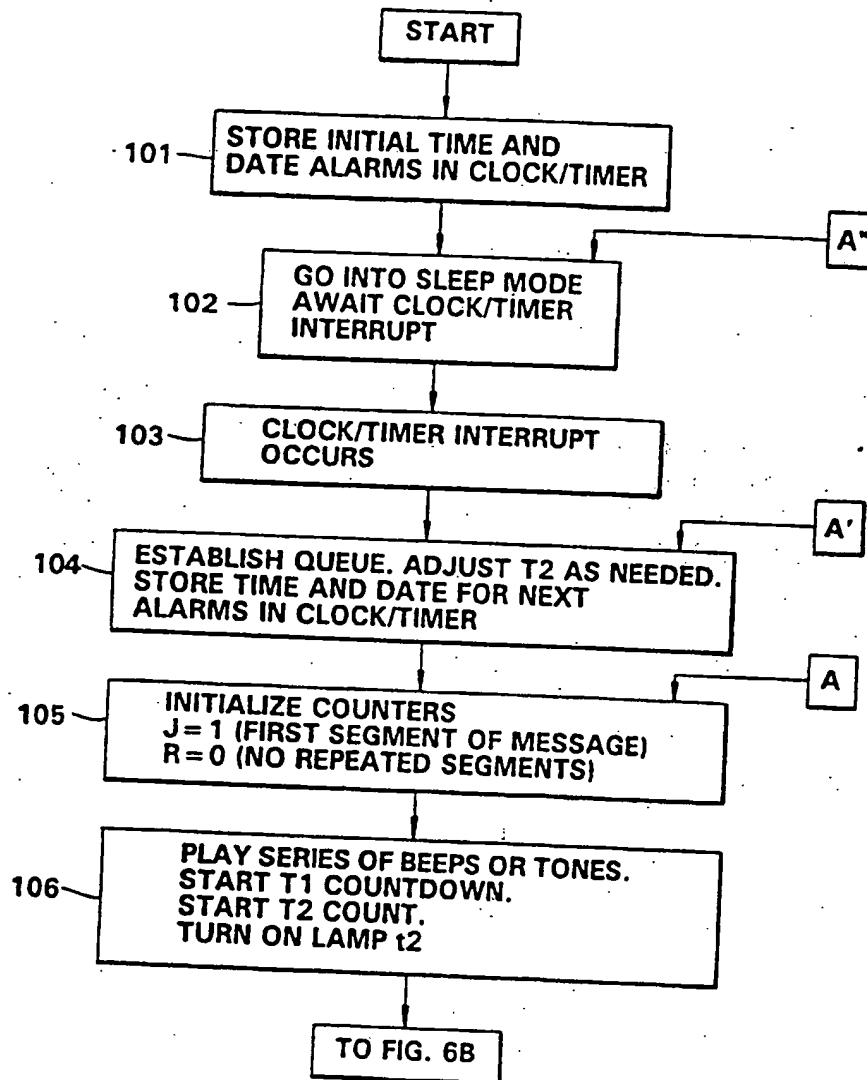 START
101
STORE INITIAL TIME AND
DATE ALARMS IN CLOCK/TIMER
A"
102
GO INTO SLEEP MODE
AWAIT CLOCK/TIMER
INTERRUPT
103
CLOCK/TIMER INTERRUPT
OCCURS
A'
104
ESTABLISH QUEUE. ADJUST T2 AS NEEDED.
STORE TIME AND DATE FOR NEXT
ALARMS IN CLOCK/TIMER
A
105
INITIALIZE COUNTERS
J = 1 (FIRST SEGMENT OF MESSAGE)
R = 0 (NO REPEATED SEGMENTS)
106
PLAY SERIES OF BEEPS OR TONES.
START T1 COUNTDOWN.
START T2 COUNT.
TURN ON LAMP t2
TO FIG. 6B